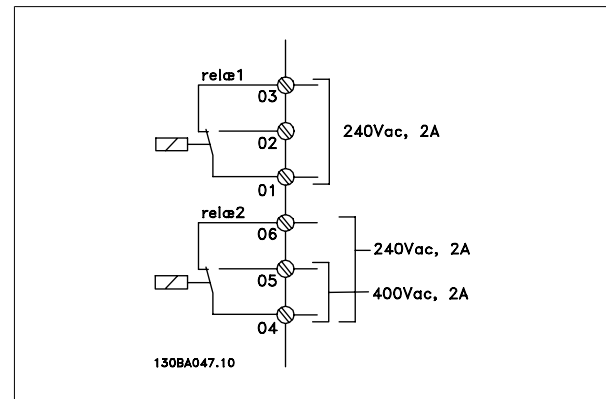 relæ1
03
02
01
240Vac, 2A
relæ2
06
05
04
240Vac, 2A
400Vac, 2A
130BA047.10